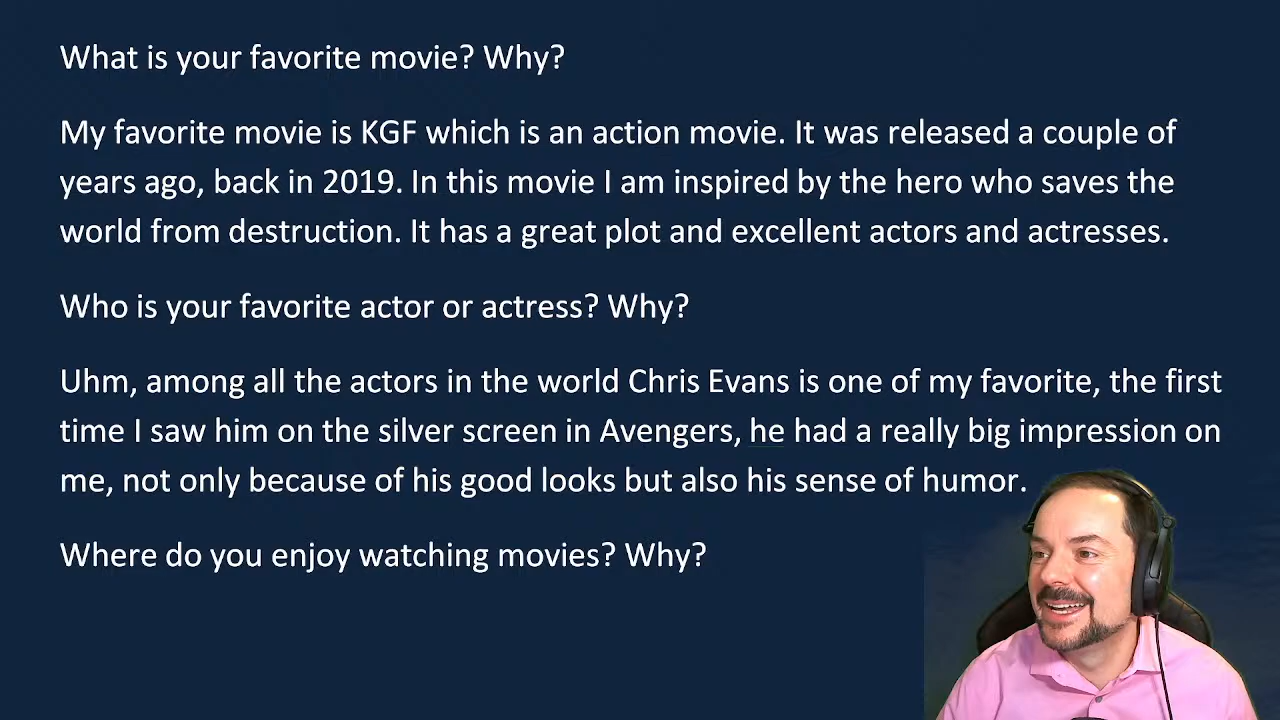 What is your favorite movie? Why?
My favorite movie is KGF which is an action movie. It was released a couple of
years ago, back in 2019. In this movie I am inspired by the hero who saves the
world from destruction. It has a great plot and excellent actors and actresses.
Who is your favorite actor or actress? Why?
Uhm, among all the actors in the world Chris Evans is one of my favorite, the first
time I saw him on the silver screen in Avengers, he had a really big impression on
me, not only because of his good looks but also his sense of humor.
Where do you enjoy watching movies? Why?